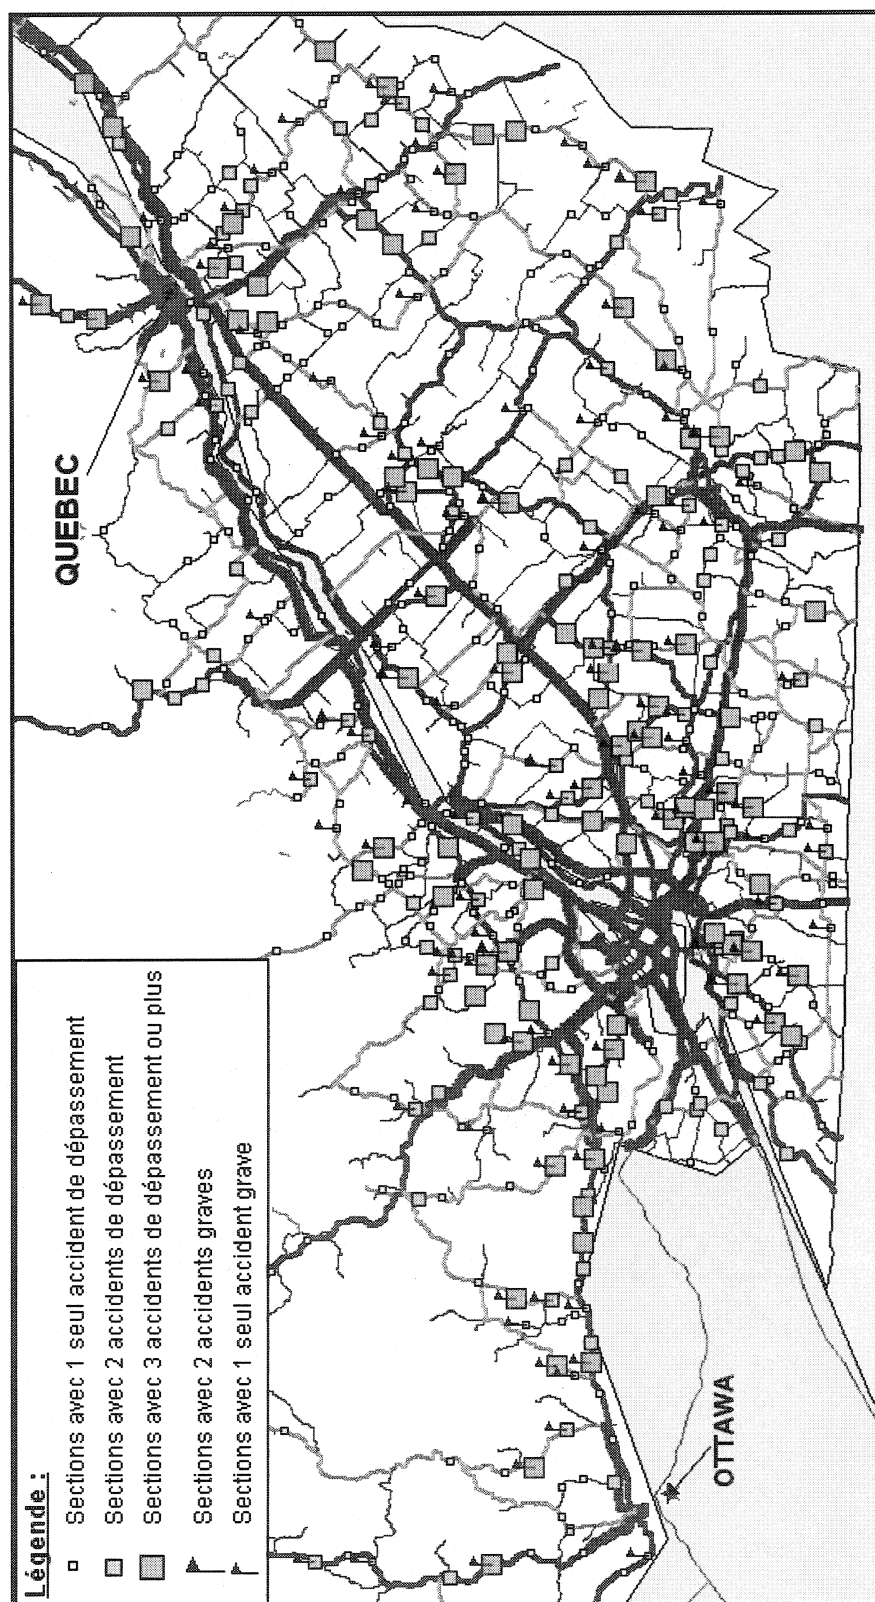 Légende :
Sections avec 1 seul accident de dépassement
Sections avec 2 accidents de dépassement
Sections avec 3 accidents de dépassement ou plus
Sections avec 2 accidents graves
Sections avec 1 seul accident grave
QUEBEC
OTTAWA